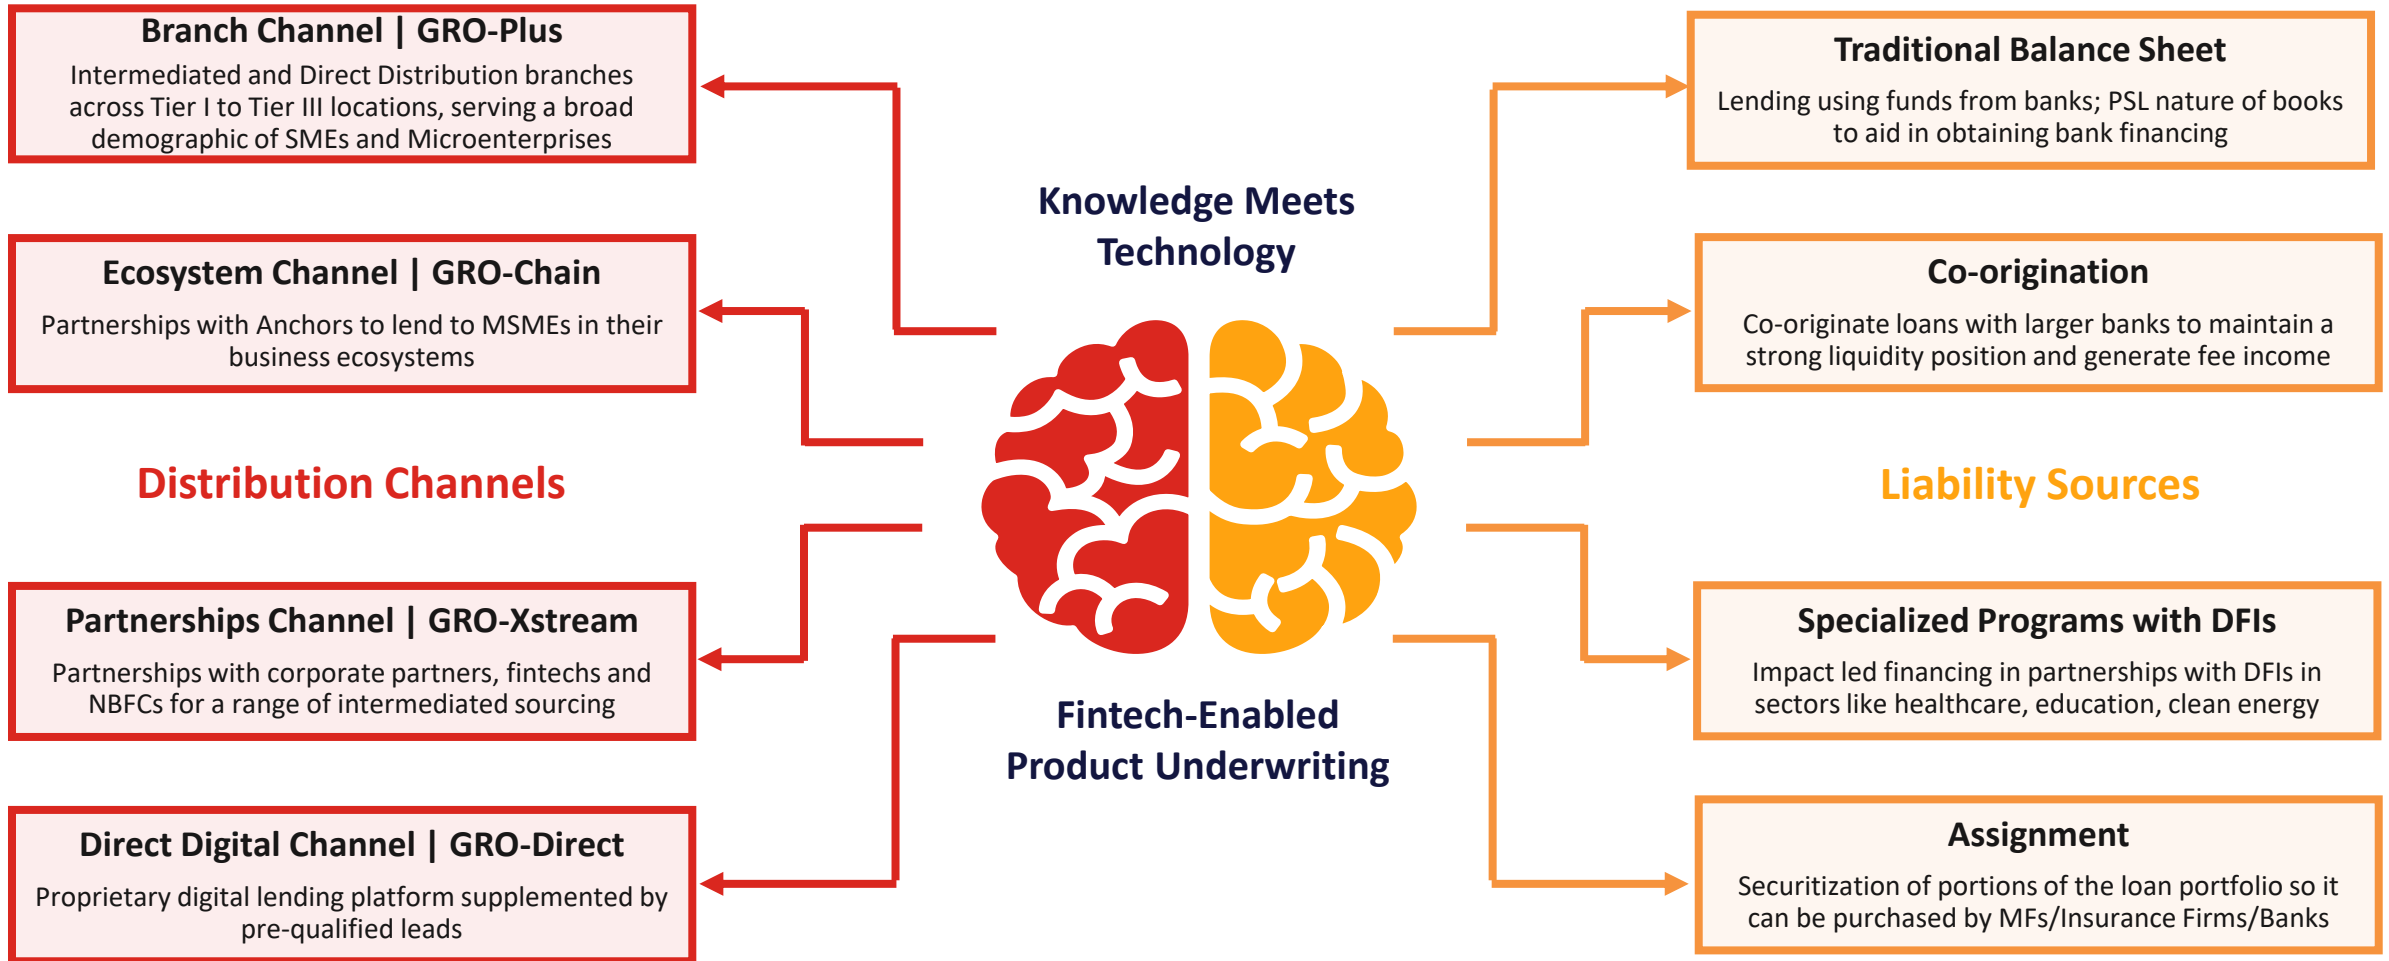 Branch Channel | GRO-Plus
Intermediated and Direct Distribution branches
across Tier I to Tier III locations, serving a broad
demographic of SMEs and Microenterprises
Ecosystem Channel | GRO-Chain
Partnerships with Anchors to lend to MSMEs in their
business ecosystems
Distribution Channels
Partnerships Channel | GRO-Xstream
Partnerships with corporate partners, fintechs and
NBFCs for a range of intermediated sourcing
Direct Digital Channel | GRO-Direct
Proprietary digital lending platform supplemented by
pre-qualified leads
Knowledge Meets
Technology
Fintech-Enabled
Product Underwriting
Traditional Balance Sheet
Lending using funds from banks; PSL nature of books
to aid in obtaining bank financing
Co-origination
Co-originate loans with larger banks to maintain a
strong liquidity position and generate fee income
Liability Sources
Specialized Programs with DFIs
Impact led financing in partnerships with DFIs in
sectors like healthcare, education, clean energy
Assignment
Securitization of portions of the loan portfolio so it
can be purchased by MFs/Insurance Firms/Banks